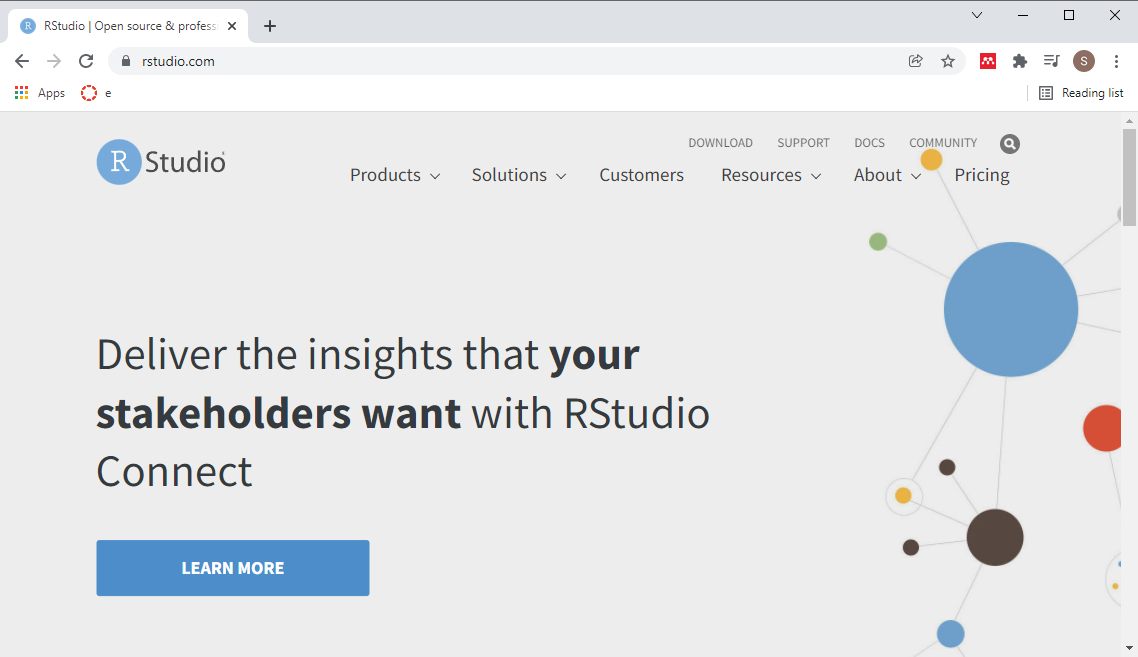 RStudio | Open source & profess
rstudio.com
S
Apps
e
Reading list
DOWNLOAD SUPPORT DOCS COMMUNITY
R Studio
Products Solutions Customers Resources About Pricing
Deliver the insights that your
stakeholders want with RStudio
Connect
LEARN MORE